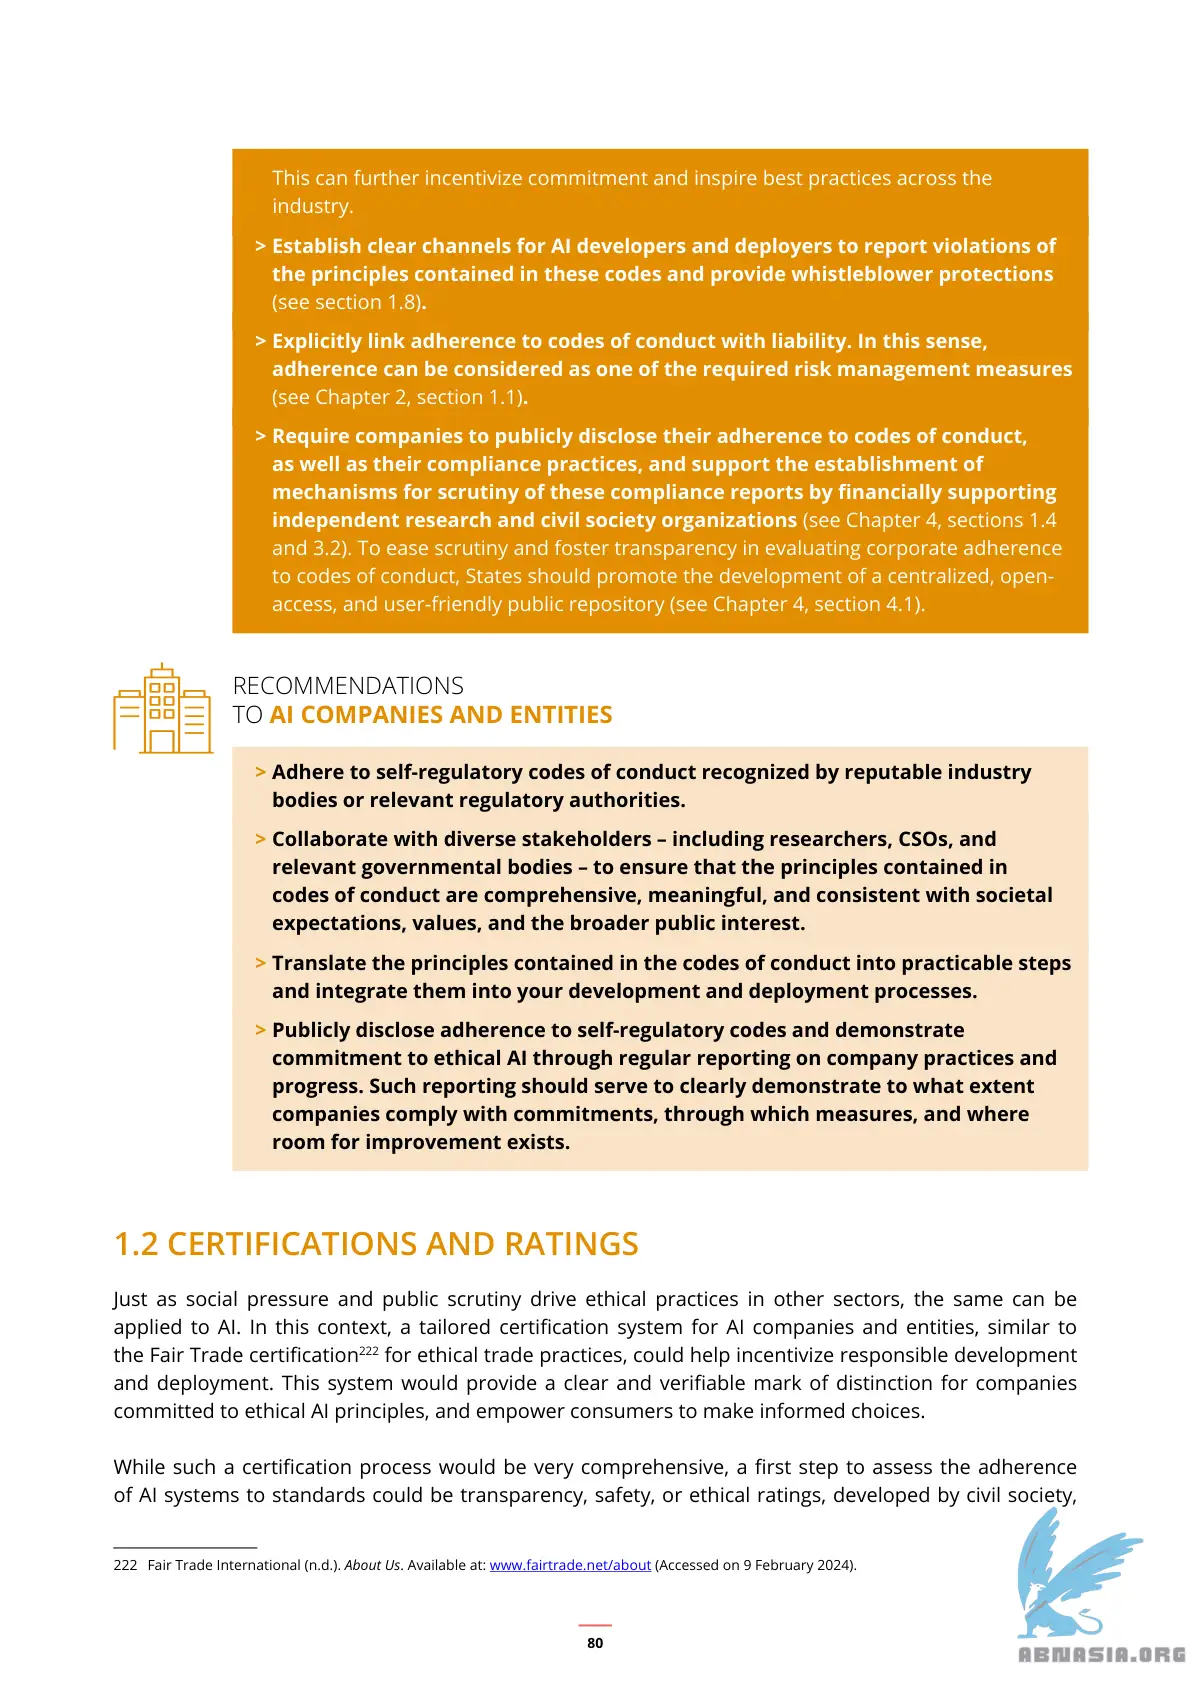 This can further incentivize commitment and inspire best practices across the
industry.
> Establish clear channels for AI developers and deployers to report violations of
the principles contained in these codes and provide whistleblower protections
(see section 1.8).
> Explicitly link adherence to codes of conduct with liability. In this sense,
adherence can be considered as one of the required risk management measures
(see Chapter 2, section 1.1).
> Require companies to publicly disclose their adherence to codes of conduct,
as well as their compliance practices, and support the establishment of
mechanisms for scrutiny of these compliance reports by financially supporting
independent research and civil society organizations (see Chapter 4, sections 1.4
and 3.2). To ease scrutiny and foster transparency in evaluating corporate adherence
to codes of conduct, States should promote the development of a centralized, open-
access, and user-friendly public repository (see Chapter 4, section 4.1).
RECOMMENDATIONS
TO AI COMPANIES AND ENTITIES
> Adhere to self-regulatory codes of conduct recognized by reputable industry
bodies or relevant regulatory authorities.
> Collaborate with diverse stakeholders – including researchers, CSOs, and
relevant governmental bodies – to ensure that the principles contained in
codes of conduct are comprehensive, meaningful, and consistent with societal
expectations, values, and the broader public interest.
> Translate the principles contained in the codes of conduct into practicable steps
and integrate them into your development and deployment processes.
> Publicly disclose adherence to self-regulatory codes and demonstrate
commitment to ethical AI through regular reporting on company practices and
progress. Such reporting should serve to clearly demonstrate to what extent
companies comply with commitments, through which measures, and where
room for improvement exists.
1.2 CERTIFICATIONS AND RATINGS
Just as social pressure and public scrutiny drive ethical practices in other sectors, the same can be
applied to AI. In this context, a tailored certification system for AI companies and entities, similar to
the Fair Trade certification222 for ethical trade practices, could help incentivize responsible development
and deployment. This system would provide a clear and verifiable mark of distinction for companies
committed to ethical AI principles, and empower consumers to make informed choices.
While such a certification process would be very comprehensive, a first step to assess the adherence
of AI systems to standards could be transparency, safety, or ethical ratings, developed by civil society,
222 Fair Trade International (n.d.). About Us. Available at: www.fairtrade.net/about (Accessed on 9 February 2024).
80
ABNASIA.ORG